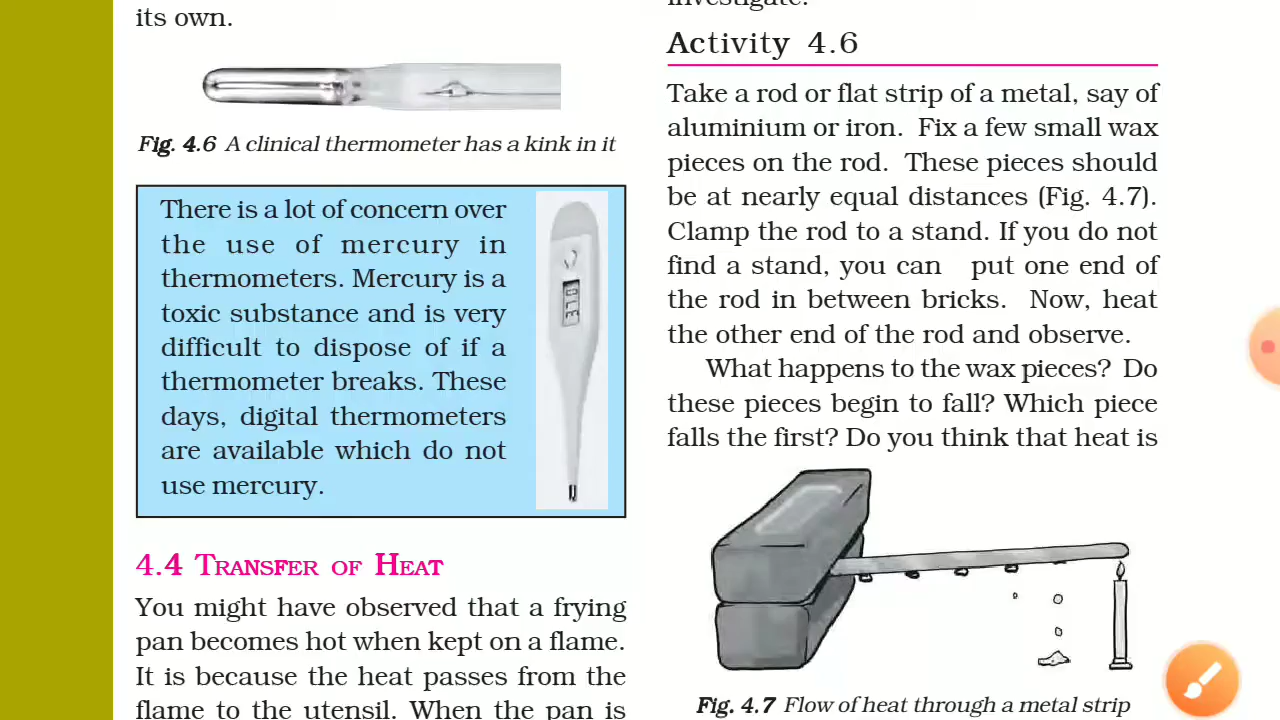 its own.
Fig. 4.6 A clinical thermometer has a kink in it
There is a lot of concern over
the use of mercury in
thermometers. Mercury is a
toxic substance and is very
difficult to dispose of if a
thermometer breaks. These
days, digital thermometers
are available which do not
use mercury.
4.4 TRANSFER OF HEAT
You might have observed that a frying
pan becomes hot when kept on a flame.
It is because the heat passes from the
flame to the utensil. When the pan is
investigate.
Activity 4.6
Take a rod or flat strip of a metal, say of
aluminium or iron. Fix a few small wax
pieces on the rod. These pieces should
be at nearly equal distances (Fig. 4.7).
Clamp the rod to a stand. If you do not
find a stand, you can put one end of
the rod in between bricks. Now, heat
the other end of the rod and observe.
What happens to the wax pieces? Do
these pieces begin to fall? Which piece
falls the first? Do you think that heat is
Fig. 4.7 Flow of heat through a metal strip